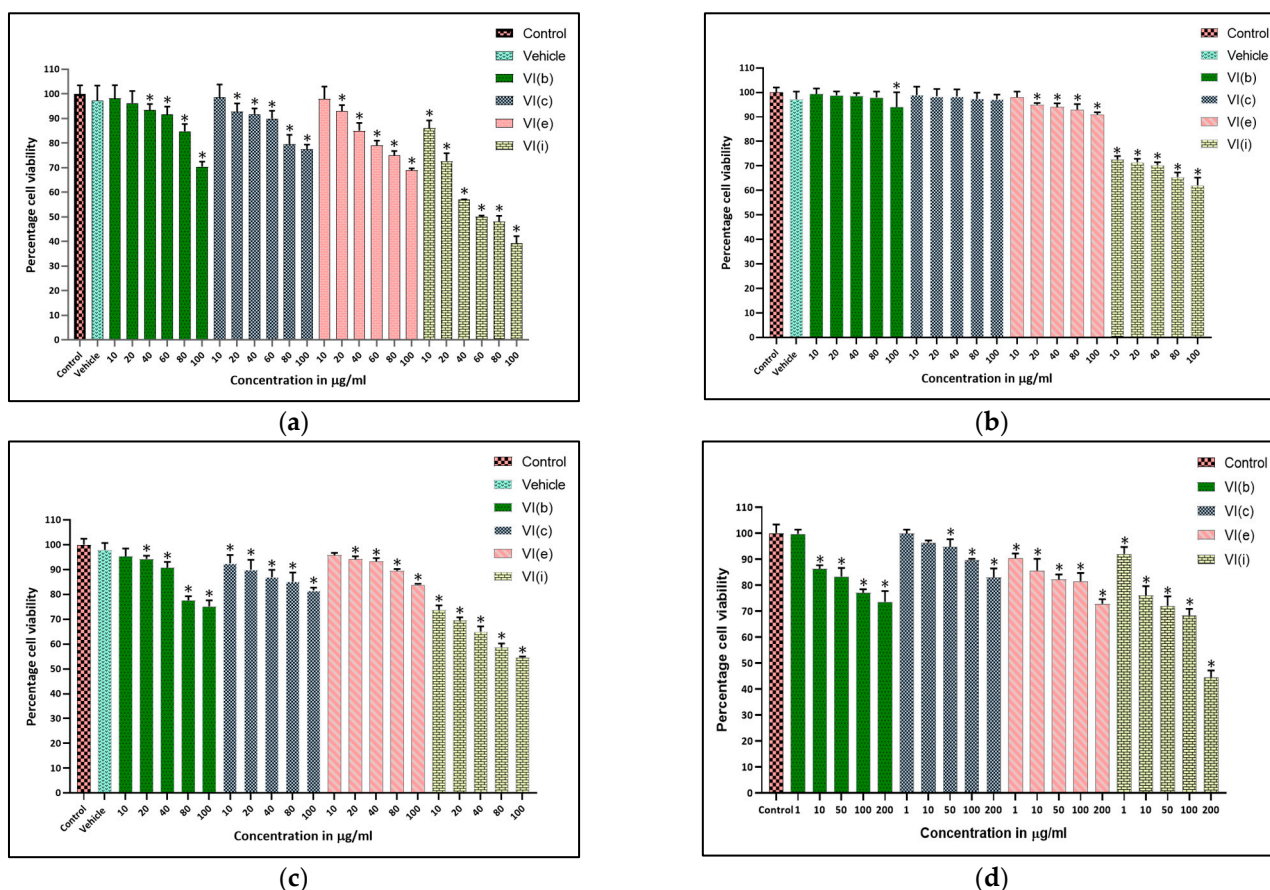 Control
Vehicle
VI(b)
VI(c)
VI(e)
VI(i)
Percentage cell viability
110
100
90
80
70
60
50
40
30
20
10
0
Control Vehicle 10 20 40 60 80 100 10 20 40 60 80 100 10 20 40 60 80 100 10 20 40 60 80 100
Concentration in µg/ml
(a)
Control
Vehicle
VI(b)
VI(c)
VI(e)
VI(i)
Percentage cell viability
110
100
90
80
70
60
50
40
30
20
10
0
Control Vehicle 10 20 40 80 100 10 20 40 80 100 10 20 40 80 100 10 20 40 80 100
Concentration in µg/ml
(b)
Control
Vehicle
VI(b)
VI(c)
VI(e)
VI(i)
Percentage cell viability
110
100
90
80
70
60
50
40
30
20
10
0
Control Vehicle 10 20 40 80 100 10 20 40 80 100 10 20 40 80 100 10 20 40 80 100
Concentration in µg/ml
(c)
Control
VI(b)
VI(c)
VI(e)
VI(i)
Percentage cell viability
110
100
90
80
70
60
50
40
30
20
10
0
Control 1 10 50 100 200 1 10 50 100 200 1 10 50 100 200 1 10 50 100 200
Concentration in µg/ml
(d)